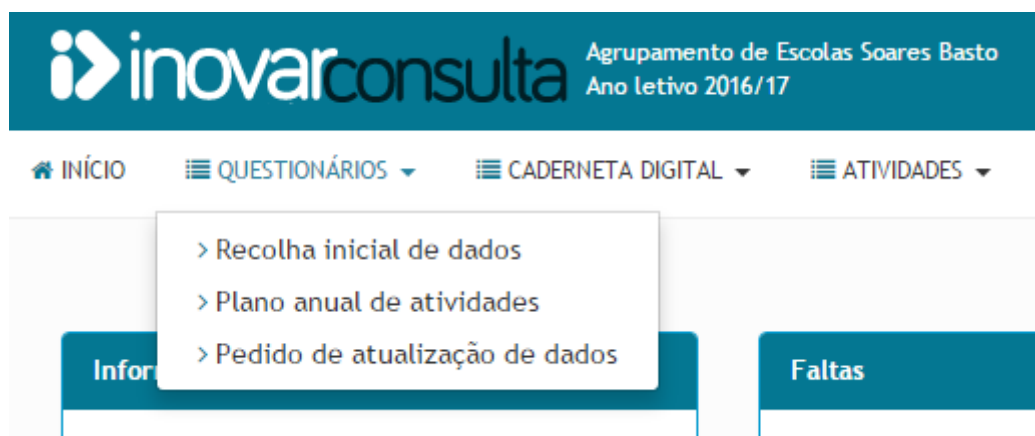 inovarconsulta
Agrupamento de Escolas Soares Basto
Ano letivo 2016/17
INÍCIO QUESTIONÁRIOS CADERNETA DIGITAL ATIVIDADES
> Recolha inicial de dados
> Plano anual de atividades
> Pedido de atualização de dados
Infor
Faltas